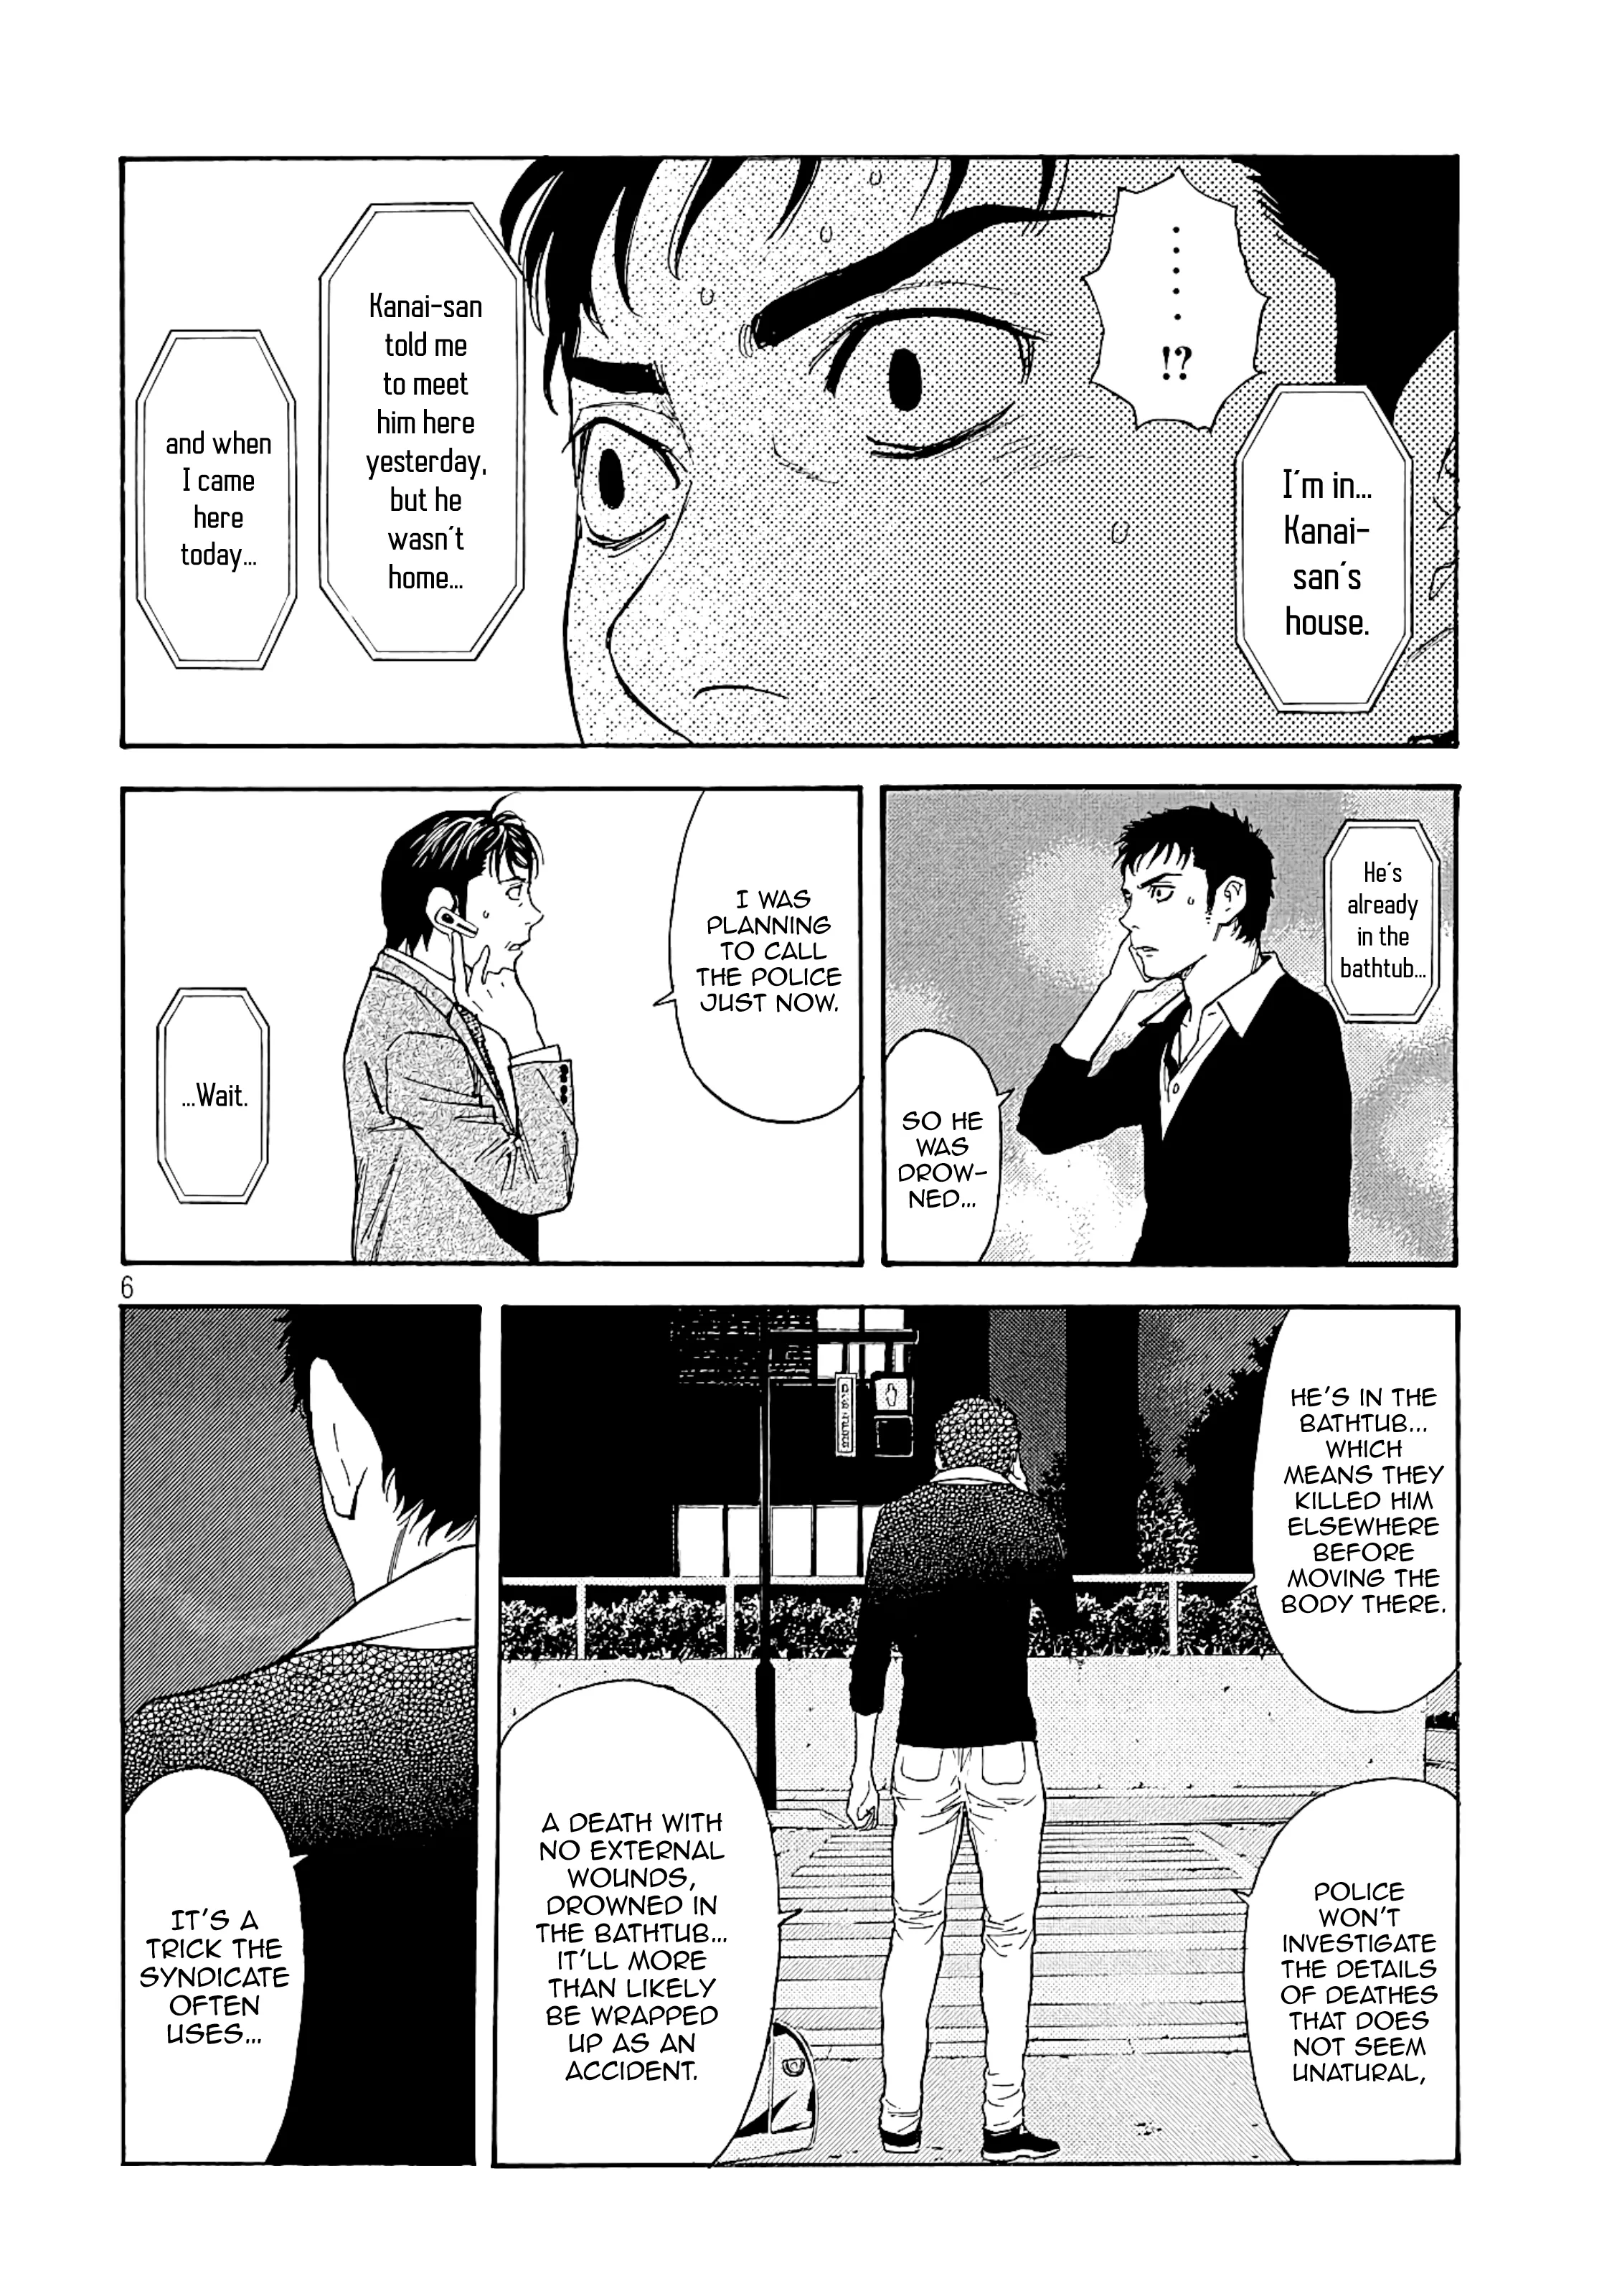 ......
!?
I'm in...
Kanai-
san's
house.
Kanai-san
told me
to meet
him here
yesterday,
but he
wasn't
home...
and when
I came
here
today...
He's
already
in the
bathtub...
SO HE
WAS
DROW-
NED...
I WAS
PLANNING
TO CALL
THE POLICE
JUST NOW.
...Wait.
6
HE'S IN THE
BATHTUB...
WHICH
MEANS THEY
KILLED HIM
ELSEWHERE
BEFORE
MOVING THE
BODY THERE.
POLICE
WON'T
INVESTIGATE
THE DETAILS
OF DEATHES
THAT DOES
NOT SEEM
UNATURAL,
A DEATH WITH
NO EXTERNAL
WOUNDS,
DROWNED IN
THE BATHTUB...
IT'LL MORE
THAN LIKELY
BE WRAPPED
UP AS AN
ACCIDENT.
IT'S A
TRICK THE
SYNDICATE
OFTEN
USES...